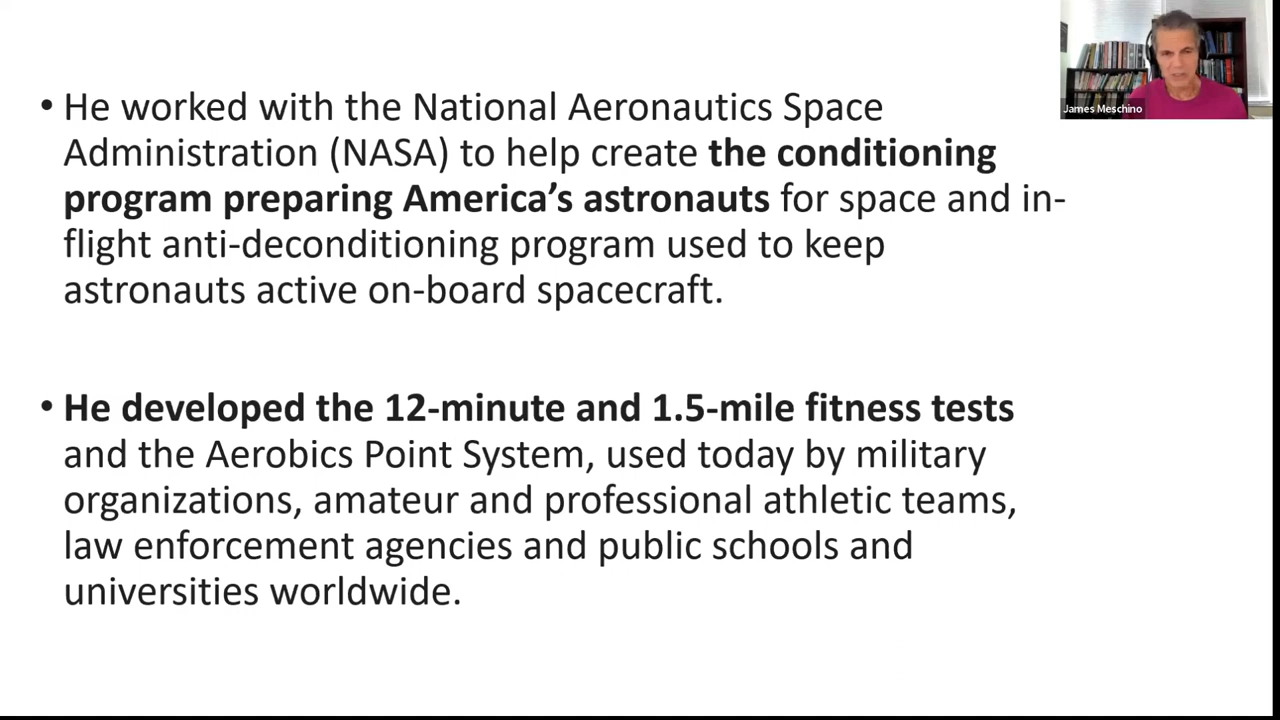 • He worked with the National Aeronautics Space
Administration (NASA) to help create the conditioning
program preparing America’s astronauts for space and in-
flight anti-deconditioning program used to keep
astronauts active on-board spacecraft.
• He developed the 12-minute and 1.5-mile fitness tests
and the Aerobics Point System, used today by military
organizations, amateur and professional athletic teams,
law enforcement agencies and public schools and
universities worldwide.
James Meschino